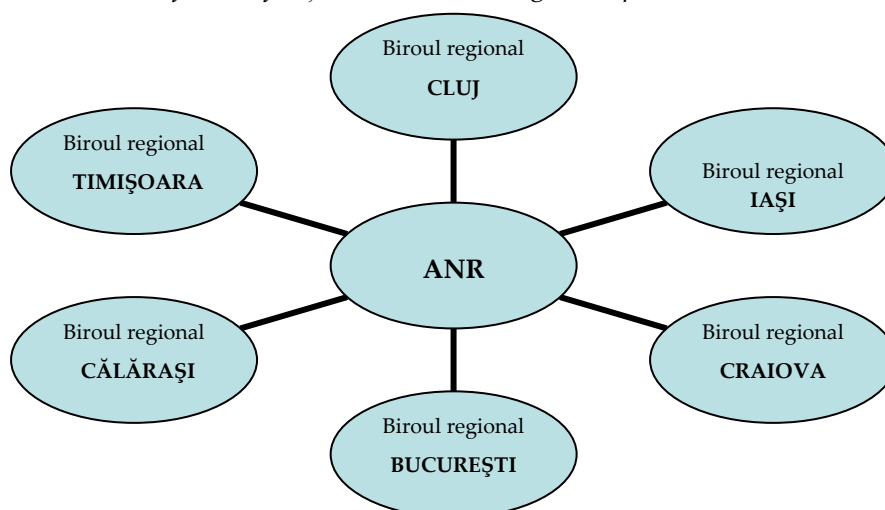 Biroul regional
CLUJ
Biroul regional
TIMIŞOARA
Biroul regional
IAŞI
ANR
Biroul regional
CĂLĂRAŞI
Biroul regional
CRAIOVA
Biroul regional
BUCUREŞTI